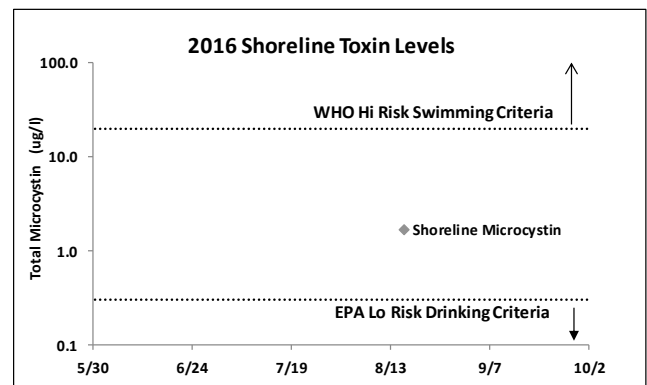 2016 Shoreline Toxin Levels
100.0
WHO Hi Risk Swimming Criteria
10.0
Total Microcystin (ug/l)
Shoreline Microcystin
1.0
EPA Lo Risk Drinking Criteria
0.1
5/30 6/24 7/19 8/13 9/7 10/2